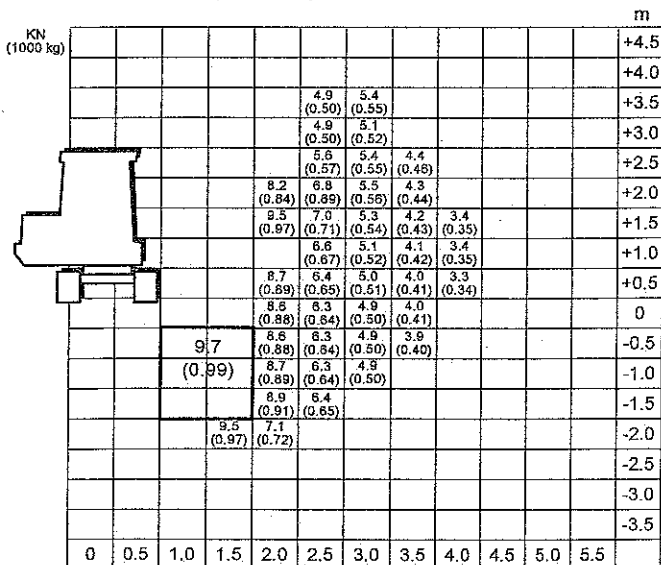 m
KN
(1000 kg)
+4.5
+4.0
4.9 5.4 +3.5
(0.50) (0.55)
4.9 5.1 +3.0
(0.50) (0.52)
5.6 5.4 4.4 +2.5
(0.57) (0.55) (0.46)
8.2 6.8 5.5 4.3 +2.0
(0.84) (0.69) (0.56) (0.44)
9.5 7.0 5.3 4.2 3.4 +1.5
(0.97) (0.71) (0.54) (0.43) (0.35)
6.6 5.1 4.1 3.4 +1.0
(0.67) (0.52) (0.42) (0.35)
8.7 6.4 5.0 4.0 3.3 +0.5
(0.89) (0.65) (0.51) (0.41) (0.34)
8.6 6.3 4.9 4.0 0
(0.88) (0.64) (0.50) (0.41)
9.7 8.6 6.3 4.9 3.9 -0.5
(0.99) (0.88) (0.64) (0.50) (0.40)
8.7 6.3 4.9 -1.0
(0.89) (0.64) (0.50)
8.9 6.4 -1.5
(0.91) (0.65)
9.5 7.1 -2.0
(0.97) (0.72)
-2.5
-3.0
-3.5
0 0.5 1.0 1.5 2.0 2.5 3.0 3.5 4.0 4.5 5.0 5.5